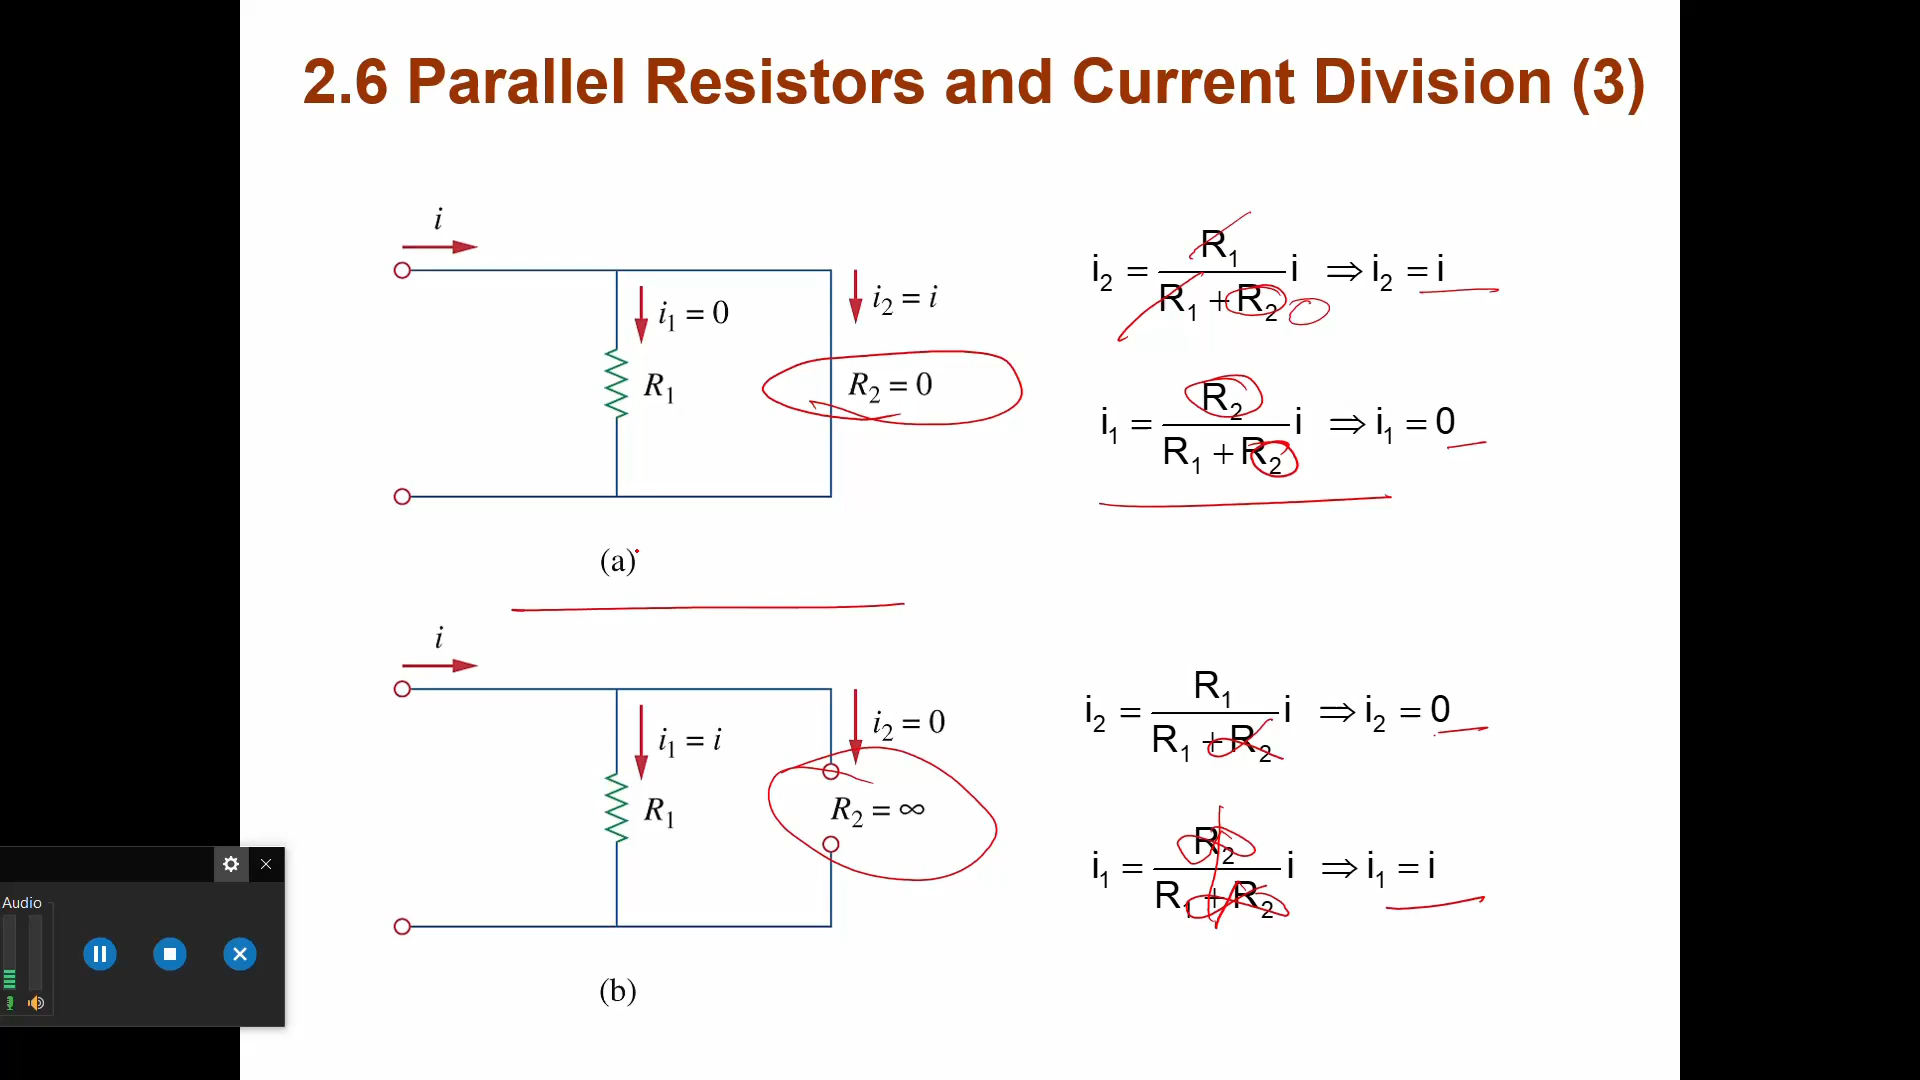 2.6 Parallel Resistors and Current Division (3)
i
i₁ = 0
i₂ = i
R₁
R₂ = 0
(a)
i₂ = R₁ / (R₁ + R₂) i ⇒ i₂ = i
0
i₁ = R₂ / (R₁ + R₂) i ⇒ i₁ = 0
i
i₁ = i
i₂ = 0
R₁
R₂ = ∞
(b)
i₂ = R₁ / (R₁ + R₂) i ⇒ i₂ = 0
i₁ = R₂ / (R₁ + R₂) i ⇒ i₁ = i
Audio